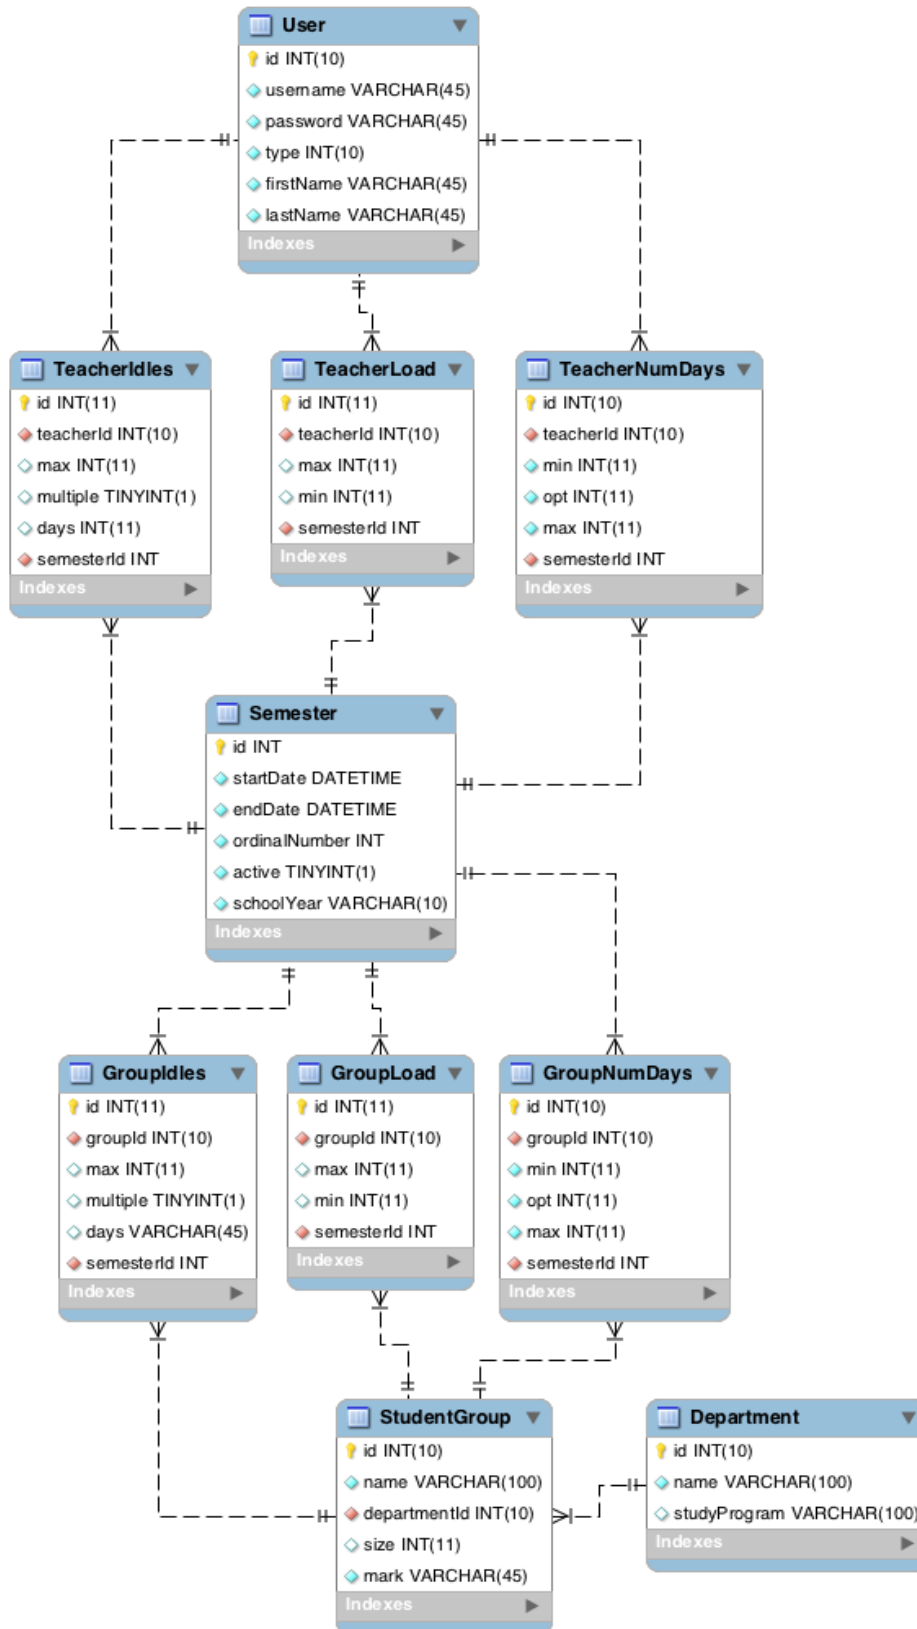 User
id INT(10)
username VARCHAR(45)
password VARCHAR(45)
type INT(10)
firstName VARCHAR(45)
lastName VARCHAR(45)
Indexes
TeacherIdles
id INT(11)
teacherId INT(10)
max INT(11)
multiple TINYINT(1)
days INT(11)
semesterId INT
Indexes
TeacherLoad
id INT(11)
teacherId INT(10)
max INT(11)
min INT(11)
semesterId INT
Indexes
TeacherNumDays
id INT(10)
teacherId INT(10)
min INT(11)
opt INT(11)
max INT(11)
semesterId INT
Indexes
Semester
id INT
startDate DATETIME
endDate DATETIME
ordinalNumber INT
active TINYINT(1)
schoolYear VARCHAR(10)
Indexes
GroupIdles
id INT(11)
groupId INT(10)
max INT(11)
multiple TINYINT(1)
days VARCHAR(45)
semesterId INT
Indexes
GroupLoad
id INT(11)
groupId INT(10)
max INT(11)
min INT(11)
semesterId INT
Indexes
GroupNumDays
id INT(10)
groupId INT(10)
min INT(11)
opt INT(11)
max INT(11)
semesterId INT
Indexes
StudentGroup
id INT(10)
name VARCHAR(100)
departmentId INT(10)
size INT(11)
mark VARCHAR(45)
Indexes
Department
id INT(10)
name VARCHAR(100)
studyProgram VARCHAR(100)
Indexes